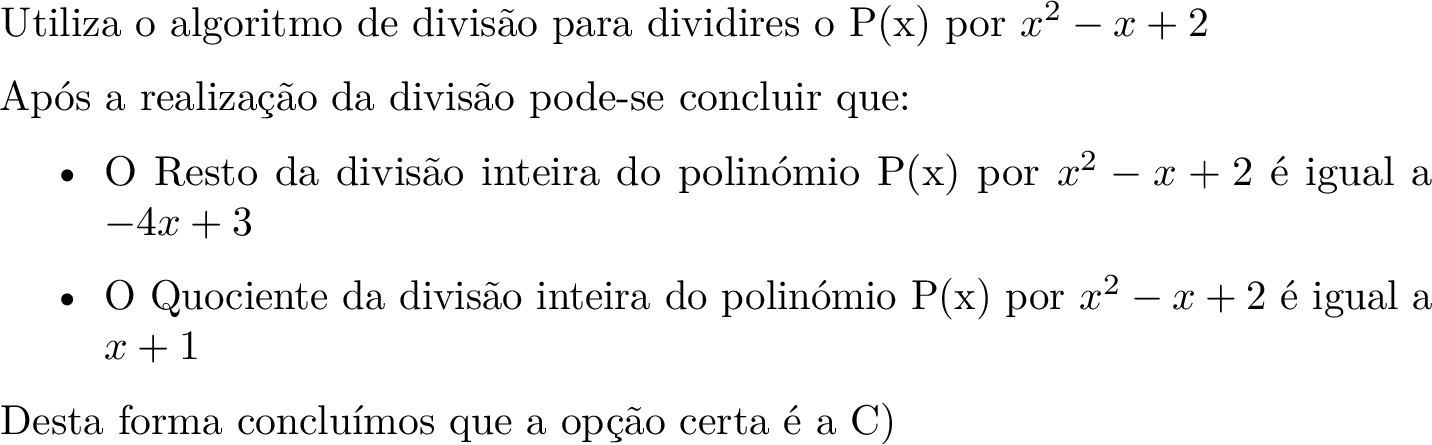 Utiliza o algoritmo de divisão para dividires o P(x) por $x^2 - x + 2$
Após a realização da divisão pode-se concluir que:
• O Resto da divisão inteira do polinómio P(x) por $x^2 - x + 2$ é igual a
$-4x + 3$
• O Quociente da divisão inteira do polinómio P(x) por $x^2 - x + 2$ é igual a
$x + 1$
Desta forma concluímos que a opção certa é a C)